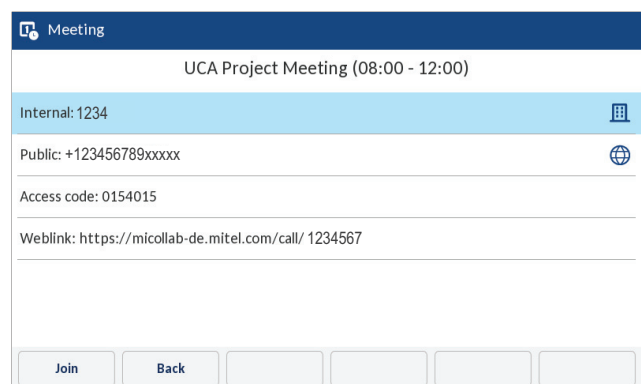 Meeting
UCA Project Meeting (08:00 - 12:00)
Internal: 1234
Public: +123456789xxxxx
Access code: 0154015
Weblink: https://micollab-de.mitel.com/call/ 1234567
Join Back